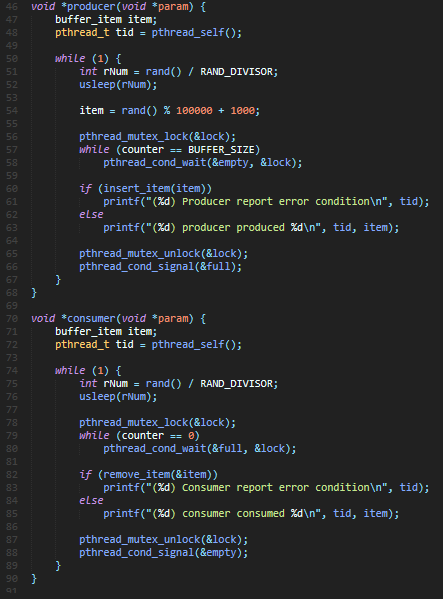 46 void *producer(void *param) {
47     buffer_item item;
48     pthread_t tid = pthread_self();
49
50     while (1) {
51         int rNum = rand() / RAND_DIVISOR;
52         usleep(rNum);
53
54         item = rand() % 100000 + 1000;
55
56         pthread_mutex_lock(&lock);
57         while (counter == BUFFER_SIZE)
58             pthread_cond_wait(&empty, &lock);
59
60         if (insert_item(item))
61             printf("(%d) Producer report error condition\n", tid);
62         else
63             printf("(%d) producer produced %d\n", tid, item);
64
65         pthread_mutex_unlock(&lock);
66         pthread_cond_signal(&full);
67     }
68 }
69
70 void *consumer(void *param) {
71     buffer_item item;
72     pthread_t tid = pthread_self();
73
74     while (1) {
75         int rNum = rand() / RAND_DIVISOR;
76         usleep(rNum);
77
78         pthread_mutex_lock(&lock);
79         while (counter == 0)
80             pthread_cond_wait(&full, &lock);
81
82         if (remove_item(&item))
83             printf("(%d) Consumer report error condition\n", tid);
84         else
85             printf("(%d) consumer consumed %d\n", tid, item);
86
87         pthread_mutex_unlock(&lock);
88         pthread_cond_signal(&empty);
89     }
90 }
91